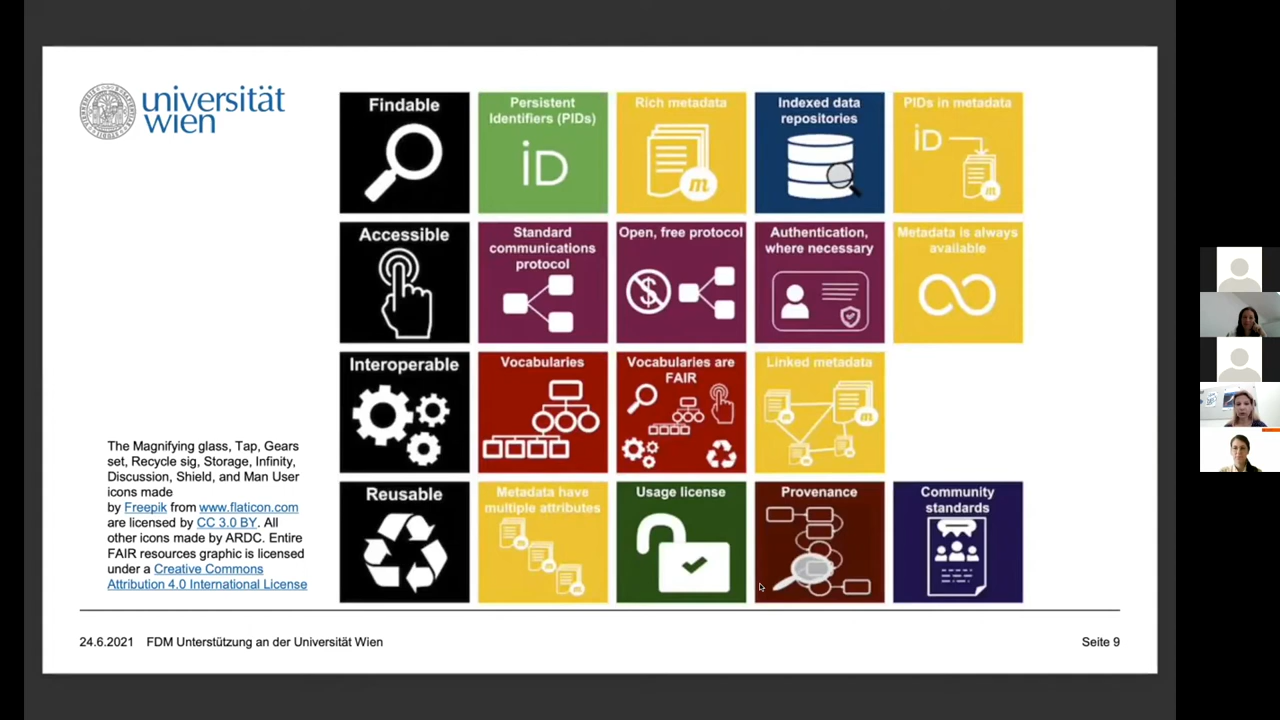 universität
wien
Findable
Persistent
Identifiers (PIDs)
iD
Rich metadata
m
Indexed data
repositories
PIDs in metadata
iD
m
Accessible
Standard
communications
protocol
Open, free protocol
$
Authentication,
where necessary
Metadata is always
available
Interoperable
Vocabularies
Vocabularies are
FAIR
Linked metadata
m
Reusable
Metadata have
multiple attributes
m
Usage license
Provenance
Community
standards
The Magnifying glass, Tap, Gears
set, Recycle sig, Storage, Infinity,
Discussion, Shield, and Man User
icons made
by Freepik from www.flaticon.com
are licensed by CC 3.0 BY. All
other icons made by ARDC. Entire
FAIR resources graphic is licensed
under a Creative Commons
Attribution 4.0 International License
24.6.2021 FDM Unterstützung an der Universität Wien
Seite 9